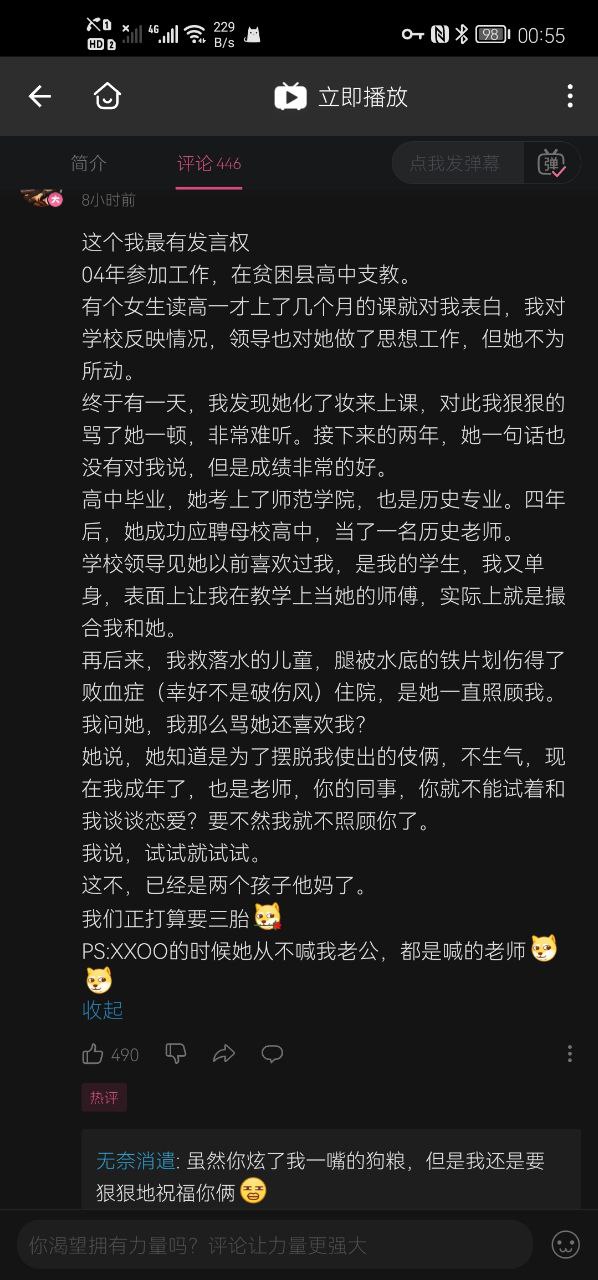 HD 2
4G
229
B/s
98
00:55
立即播放
简介
评论 446
点我发弹幕
弹
大
8小时前
这个我最有发言权
04年参加工作，在贫困县高中支教。
有个女生读高一才上了几个月的课就对我表白，我对
学校反映情况，领导也对她做了思想工作，但她不为
所动。
终于有一天，我发现她化了妆来上课，对此我狠狠的
骂了她一顿，非常难听。接下来的两年，她一句话也
没有对我说，但是成绩非常的好。
高中毕业，她考上了师范学院，也是历史专业。四年
后，她成功应聘母校高中，当了一名历史老师。
学校领导见她以前喜欢过我，是我的学生，我又单
身，表面上让我在教学上当她的师傅，实际上就是撮
合我和她。
再后来，我救落水的儿童，腿被水底的铁片划伤得了
败血症（幸好不是破伤风）住院，是她一直照顾我。
我问她，我那么骂她还喜欢我？
她说，她知道是为了摆脱我使出的伎俩，不生气，现
在我成年了，也是老师，你的同事，你就不能试着和
我谈谈恋爱？要不然我就不照顾你了。
我说，试试就试试。
这不，已经是两个孩子他妈了。
我们正打算要三胎
PS:XXOO的时候她从不喊我老公，都是喊的老师
收起
490
热评
无奈消遣: 虽然你炫了我一嘴的狗粮，但是我还是要
狠狠地祝福你俩
你渴望拥有力量吗？评论让力量更强大